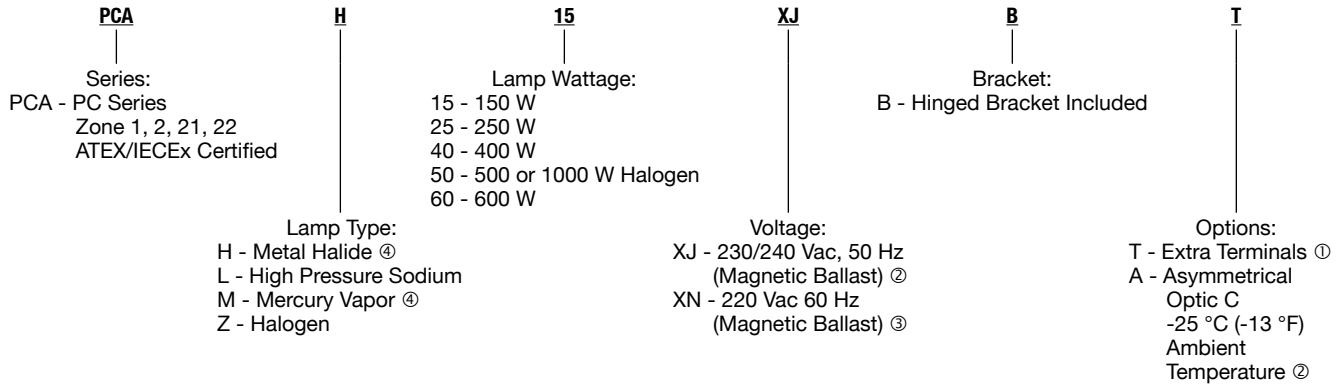 PCA H 15 XJ B T
Series:
PCA - PC Series
Zone 1, 2, 21, 22
ATEX/IECEx Certified
Lamp Type:
H - Metal Halide ④
L - High Pressure Sodium
M - Mercury Vapor ④
Z - Halogen
Lamp Wattage:
15 - 150 W
25 - 250 W
40 - 400 W
50 - 500 or 1000 W Halogen
60 - 600 W
Voltage:
XJ - 230/240 Vac, 50 Hz
(Magnetic Ballast) ②
XN - 220 Vac 60 Hz
(Magnetic Ballast) ③
Bracket:
B - Hinged Bracket Included
Options:
T - Extra Terminals ①
A - Asymmetrical
Optic C
-25 °C (-13 °F)
Ambient
Temperature ②